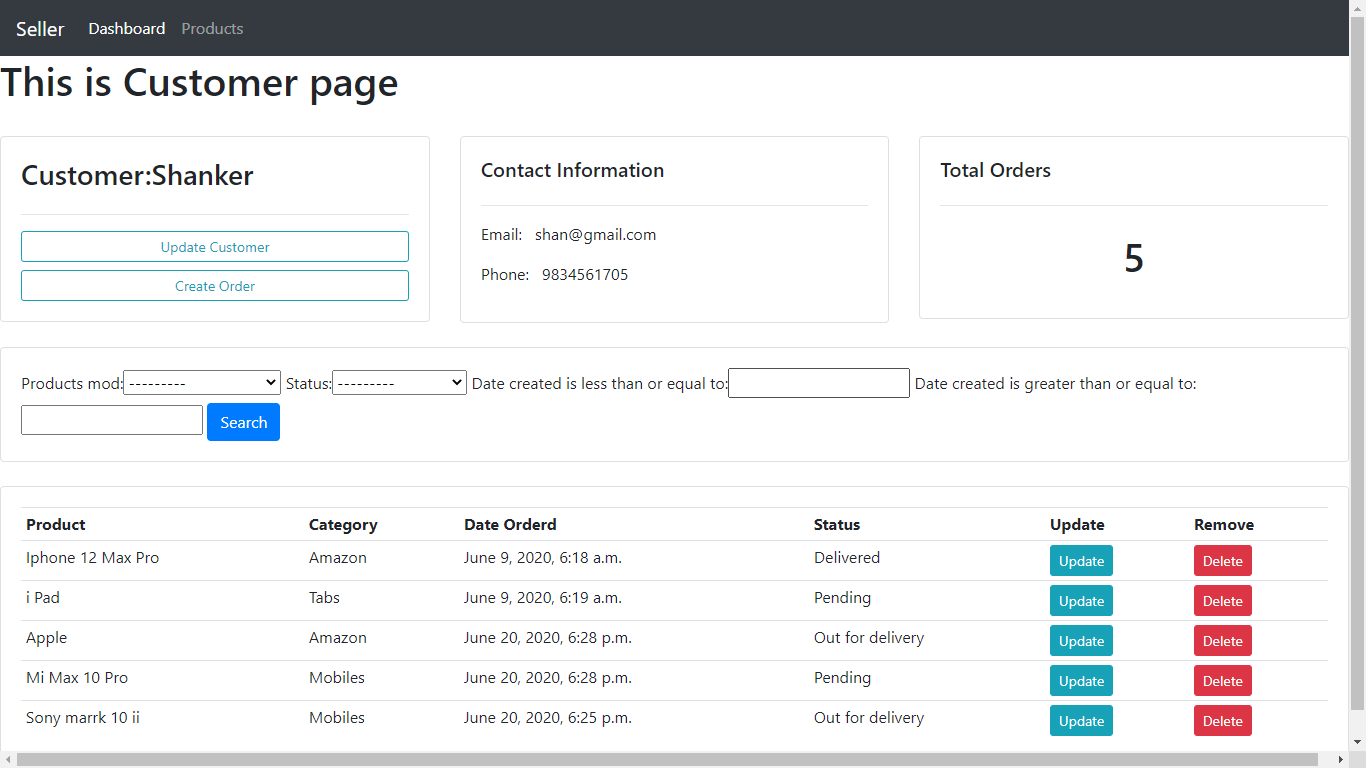 Seller Dashboard Products
This is Customer page
Customer:Shanker
Update Customer
Create Order
Contact Information
Email: shan@gmail.com
Phone: 9834561705
Total Orders
5
Products mod: --------- Status: --------- Date created is less than or equal to: Date created is greater than or equal to:
Search
Product Category Date Orderd Status Update Remove
Iphone 12 Max Pro Amazon June 9, 2020, 6:18 a.m. Delivered Update Delete
i Pad Tabs June 9, 2020, 6:19 a.m. Pending Update Delete
Apple Amazon June 20, 2020, 6:28 p.m. Out for delivery Update Delete
Mi Max 10 Pro Mobiles June 20, 2020, 6:28 p.m. Pending Update Delete
Sony marrk 10 ii Mobiles June 20, 2020, 6:25 p.m. Out for delivery Update Delete